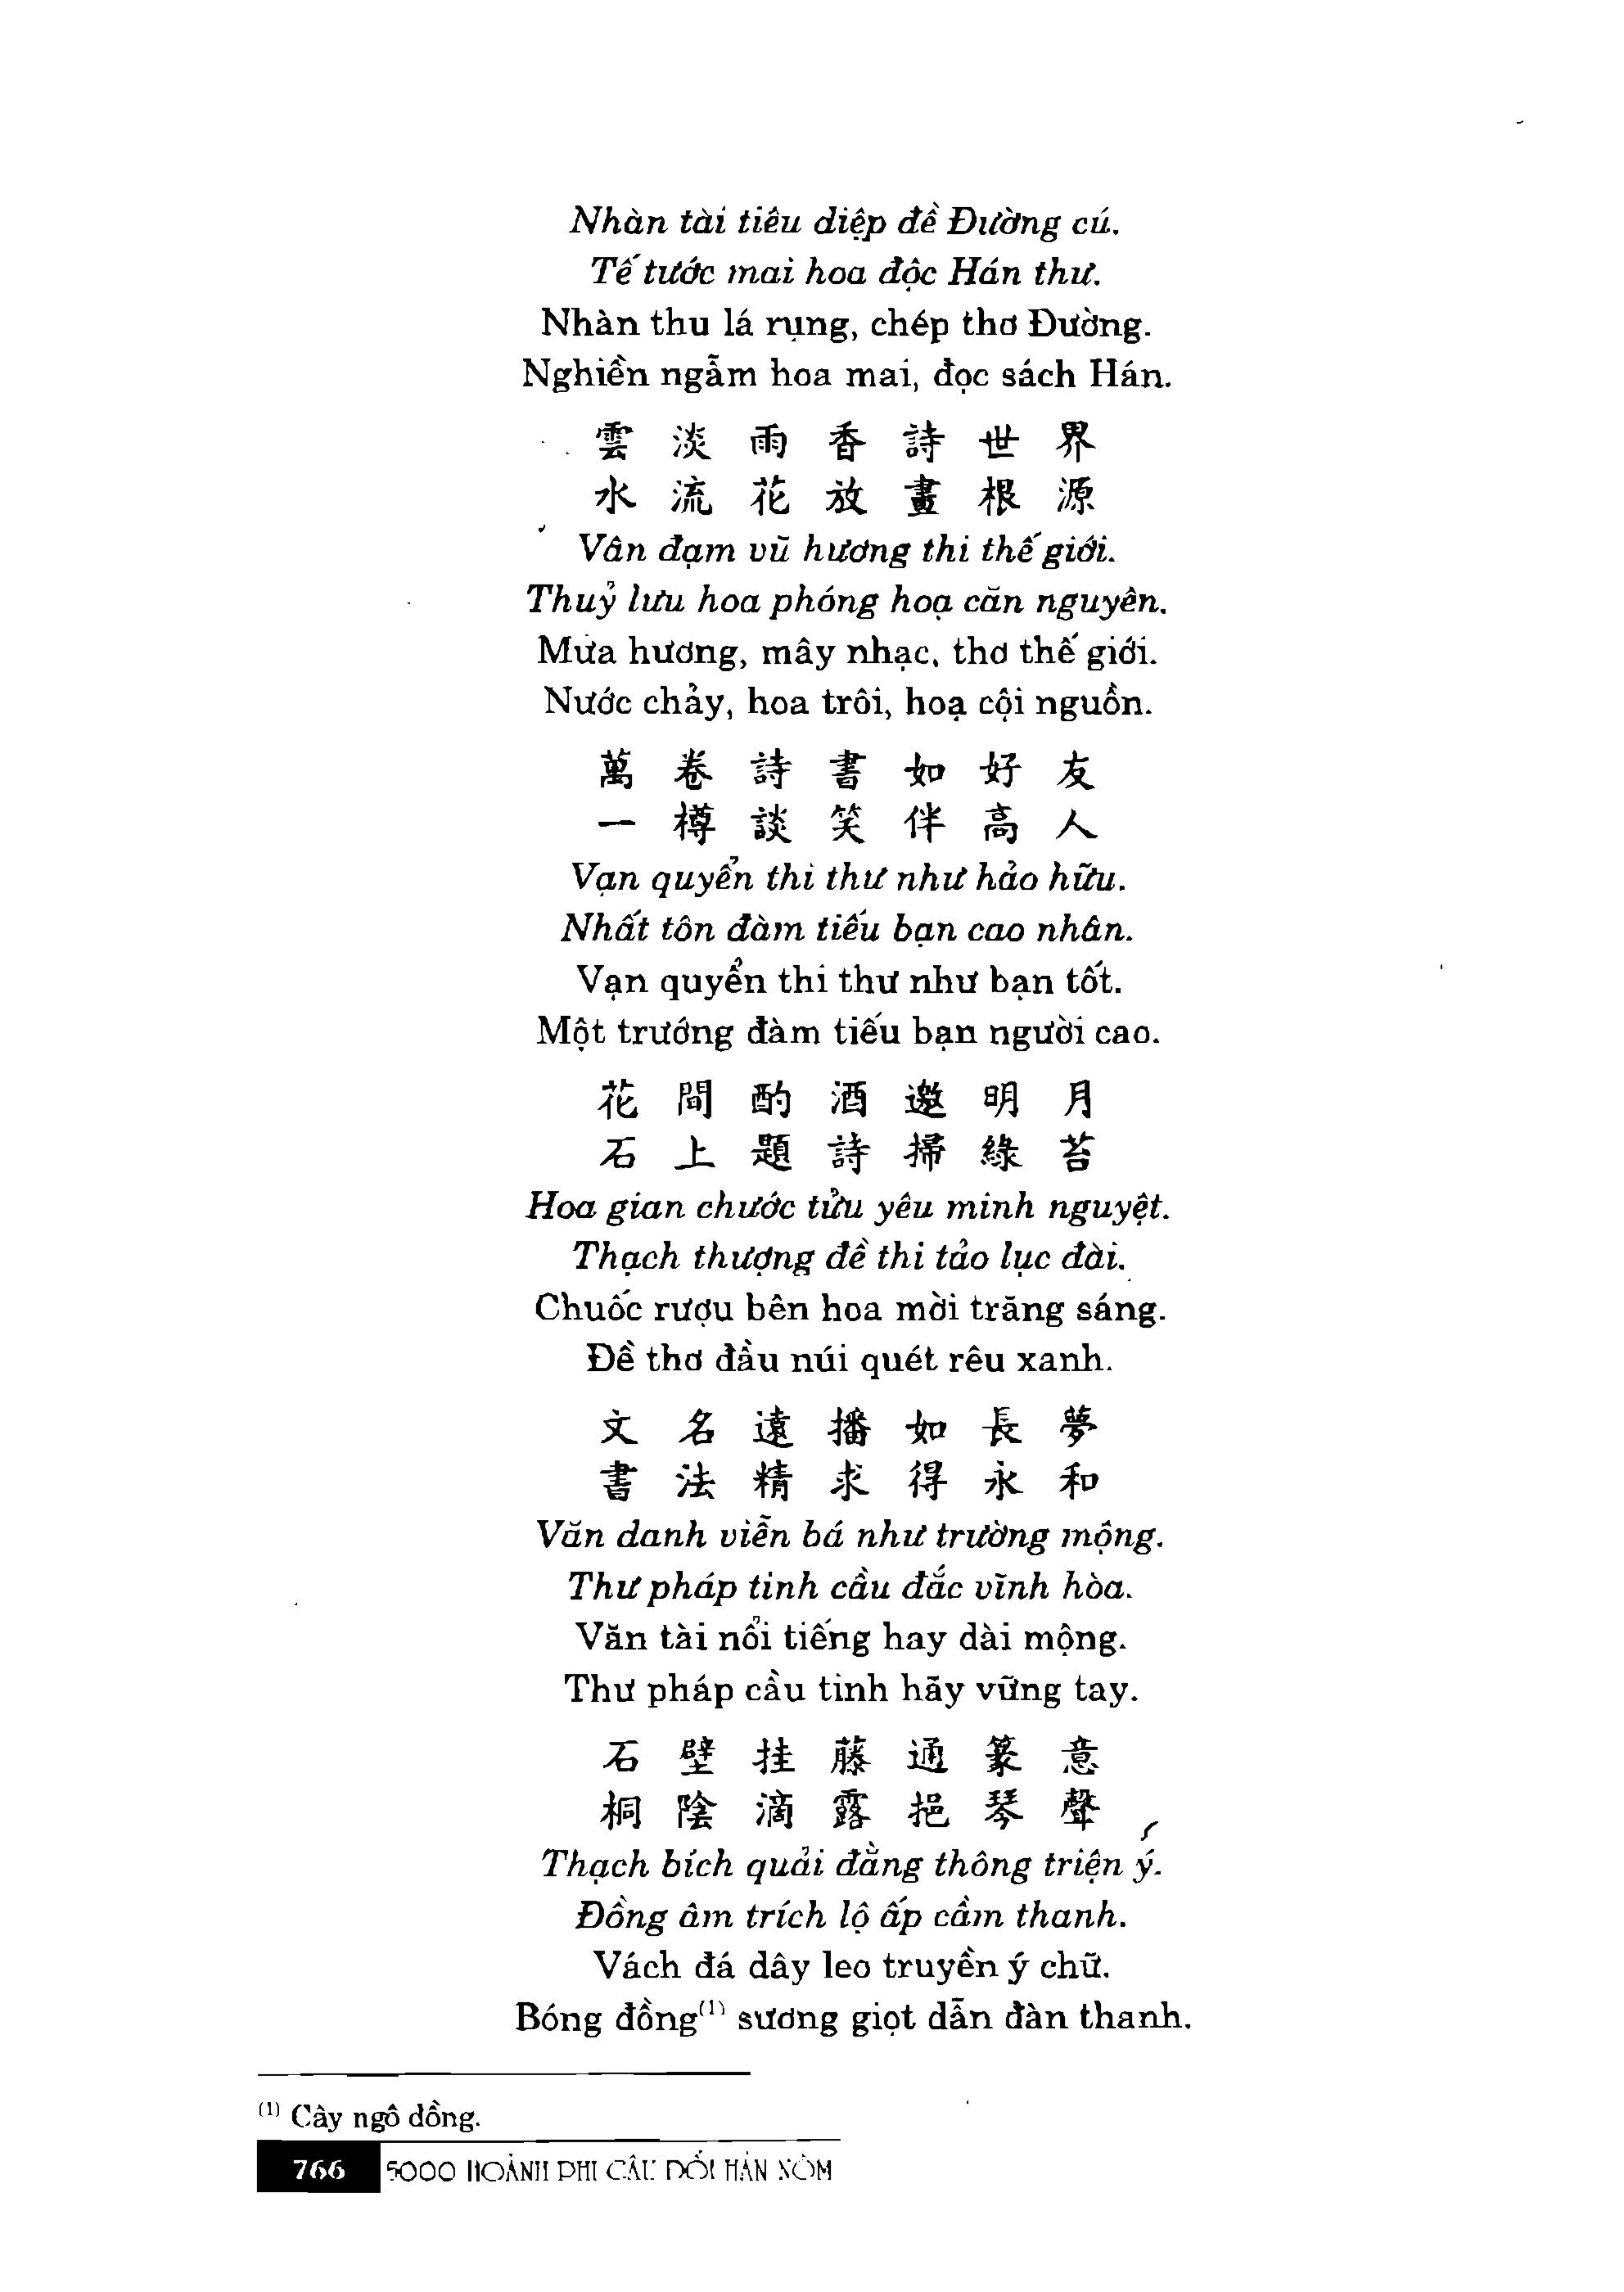 Nhàn tài tiêu diệp đề Đường cú.
Tế tước mai hoa độc Hán thư.
Nhàn thu lá rụng, chép thơ Đường.
Nghiền ngẫm hoa mai, đọc sách Hán.
雲 淡 雨 香 詩 世 界
水 流 花 放 畫 根 源
Vân đạm vũ hương thi thế giới.
Thuỷ lưu hoa phóng hoạ căn nguyên.
Mưa hương, mây nhạc, thơ thế giới.
Nước chảy, hoa trôi, hoạ cội nguồn.
萬 卷 詩 書 如 好 友
一 樽 談 笑 伴 高 人
Vạn quyển thi thư như hảo hữu.
Nhất tôn đàm tiếu bạn cao nhân.
Vạn quyển thi thư như bạn tốt.
Một trướng đàm tiếu bạn người cao.
花 間 酌 酒 邀 明 月
石 上 題 詩 掃 綠 苔
Hoa gian chước tửu yêu minh nguyệt.
Thạch thượng đề thi tảo lục đài.
Chuốc rượu bên hoa mời trăng sáng.
Đề thơ đầu núi quét rêu xanh.
文 名 遠 播 如 長 夢
書 法 精 求 得 永 和
Văn danh viễn bá như trường mộng.
Thư pháp tinh cầu đắc vĩnh hòa.
Văn tài nổi tiếng hay dài mộng.
Thư pháp cầu tinh hãy vững tay.
石 壁 挂 藤 通 篆 意
桐 陰 滴 露 挹 琴 聲
Thạch bích quải đằng thông triện ý.
Đồng âm trích lộ ấp cầm thanh.
Vách đá dây leo truyền ý chữ.
Bóng đồng(1) sương giọt dẫn đàn thanh.
(1) Cây ngô đồng.
766 5000 HOÀNH PHI CÂU ĐỐI HÁN NÔM